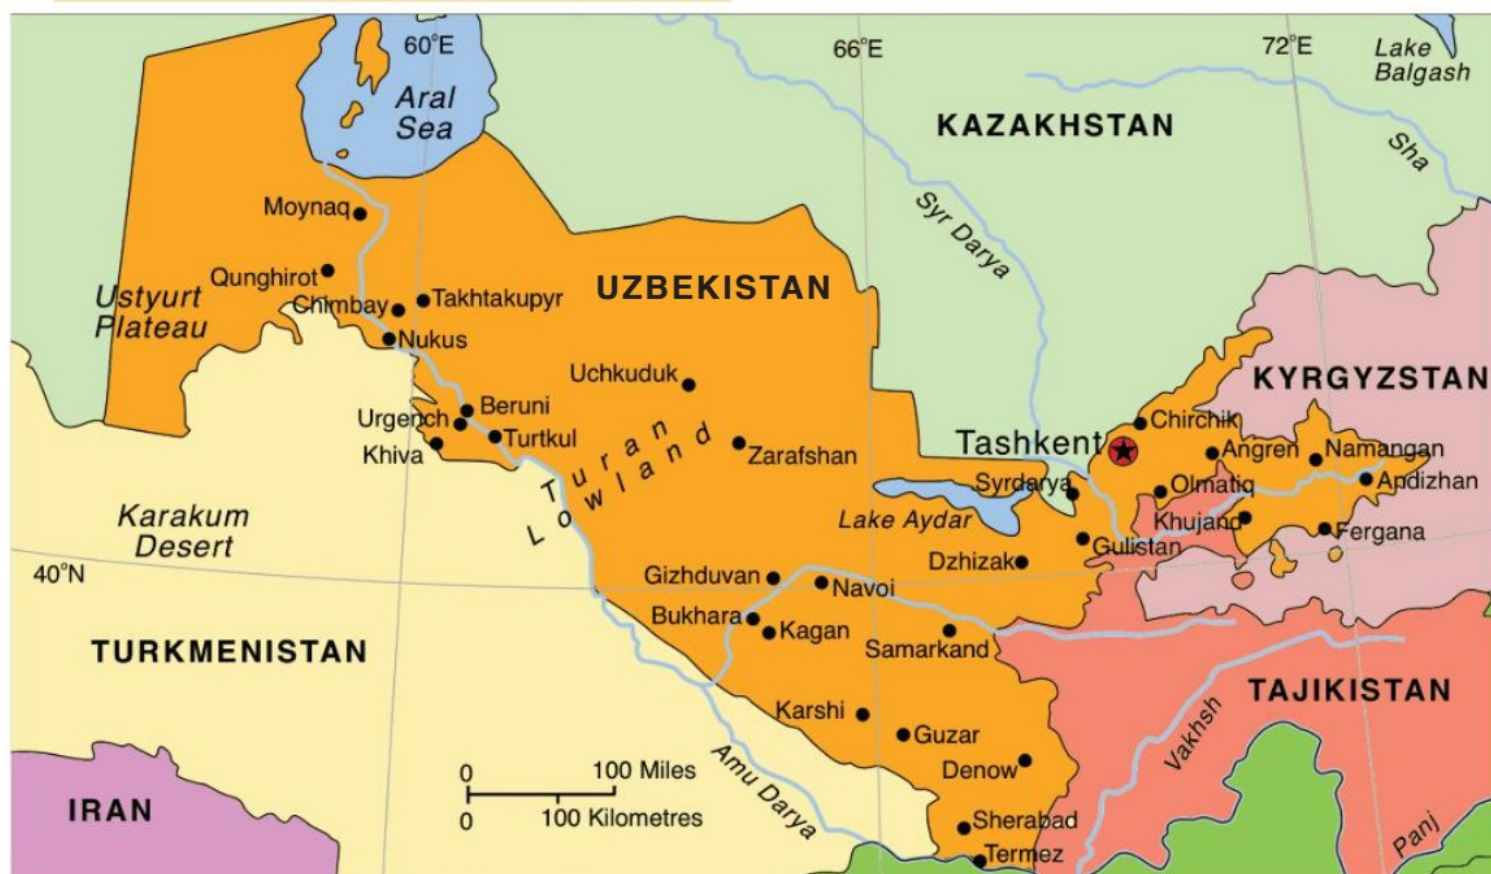 60°E
66°E
72°E
Lake
Balgash
Aral
Sea
KAZAKHSTAN
Sha
Moynaq
Syr Darya
Qunghirot
Ustyurt
Plateau
Chimbay
Takhtakupyr
UZBEKISTAN
Nukus
Uchkuduk
KYRGYZSTAN
Beruni
Urgench
Turtkul
Khiva
Turan
Lowland
Zarafshan
Tashkent
Chirchik
Angren
Namangan
Syrdarya
Olmatiq
Andizhan
Karakum
Desert
Lake Aydar
Khujand
Fergana
Gulistan
Dzhizak
40°N
Gizhduvan
Navoi
Bukhara
Kagan
Samarkand
TURKMENISTAN
TAJIKISTAN
Karshi
Guzar
Vakhsh
Denow
Amu Darya
0
100 Miles
0
100 Kilometres
IRAN
Sherabad
Termez
Panj